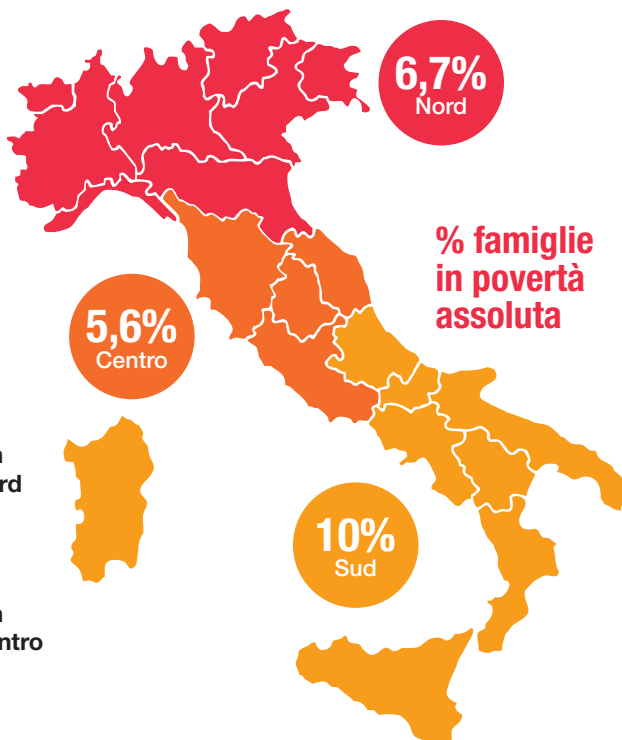 6,7%
Nord
% famiglie
in povertà
assoluta
5,6%
Centro
10%
Sud